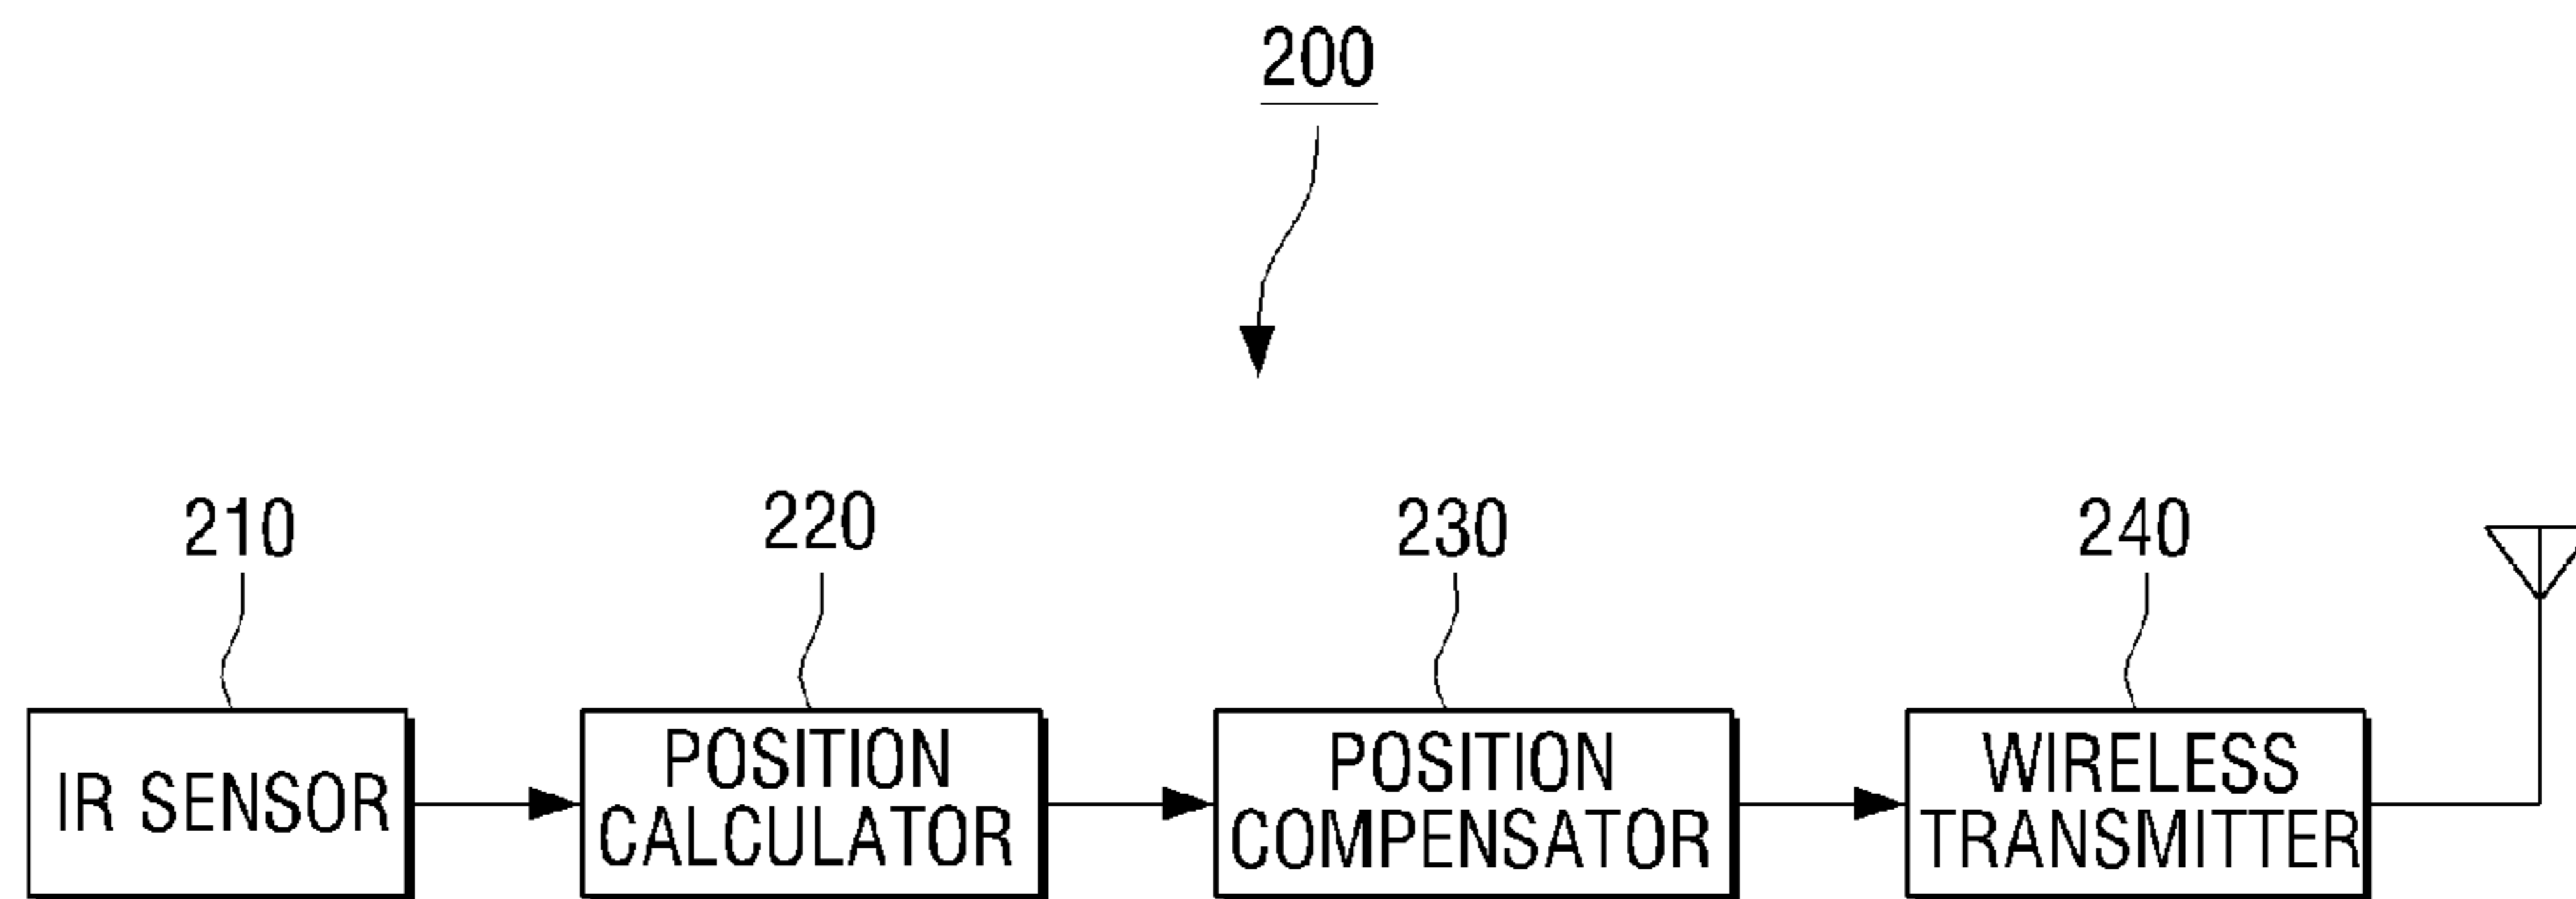 200
210
220
230
240
IR SENSOR
POSITION
CALCULATOR
POSITION
COMPENSATOR
WIRELESS
TRANSMITTER